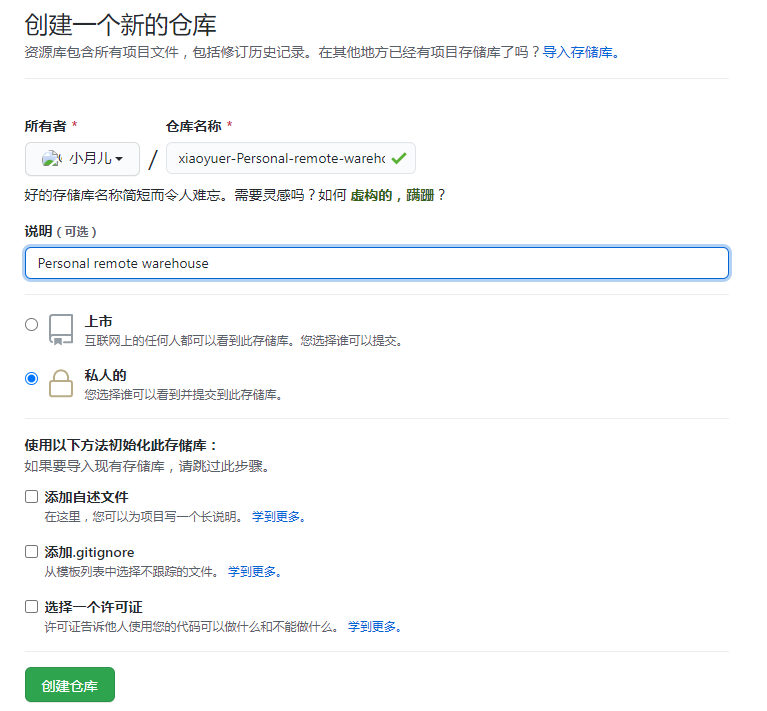 创建一个新的仓库
资源库包含所有项目文件，包括修订历史记录。在其他地方已经有项目存储库了吗？导入存储库。
所有者 * 仓库名称 *
小月儿 / xiaoyuer-Personal-remote-wareh
好的存储库名称简短而令人难忘。需要灵感吗？如何 虚构的，蹒跚？
说明（可选）
Personal remote warehouse
上市
互联网上的任何人都可以看到此存储库。您选择谁可以提交。
私人的
您选择谁可以看到并提交到此存储库。
使用以下方法初始化此存储库：
如果要导入现有存储库，请跳过此步骤。
添加自述文件
在这里，您可以为项目写一个长说明。 学到更多。
添加.gitignore
从模板列表中选择不跟踪的文件。 学到更多。
选择一个许可证
许可证告诉他人使用您的代码可以做什么和不能做什么。 学到更多。
创建仓库